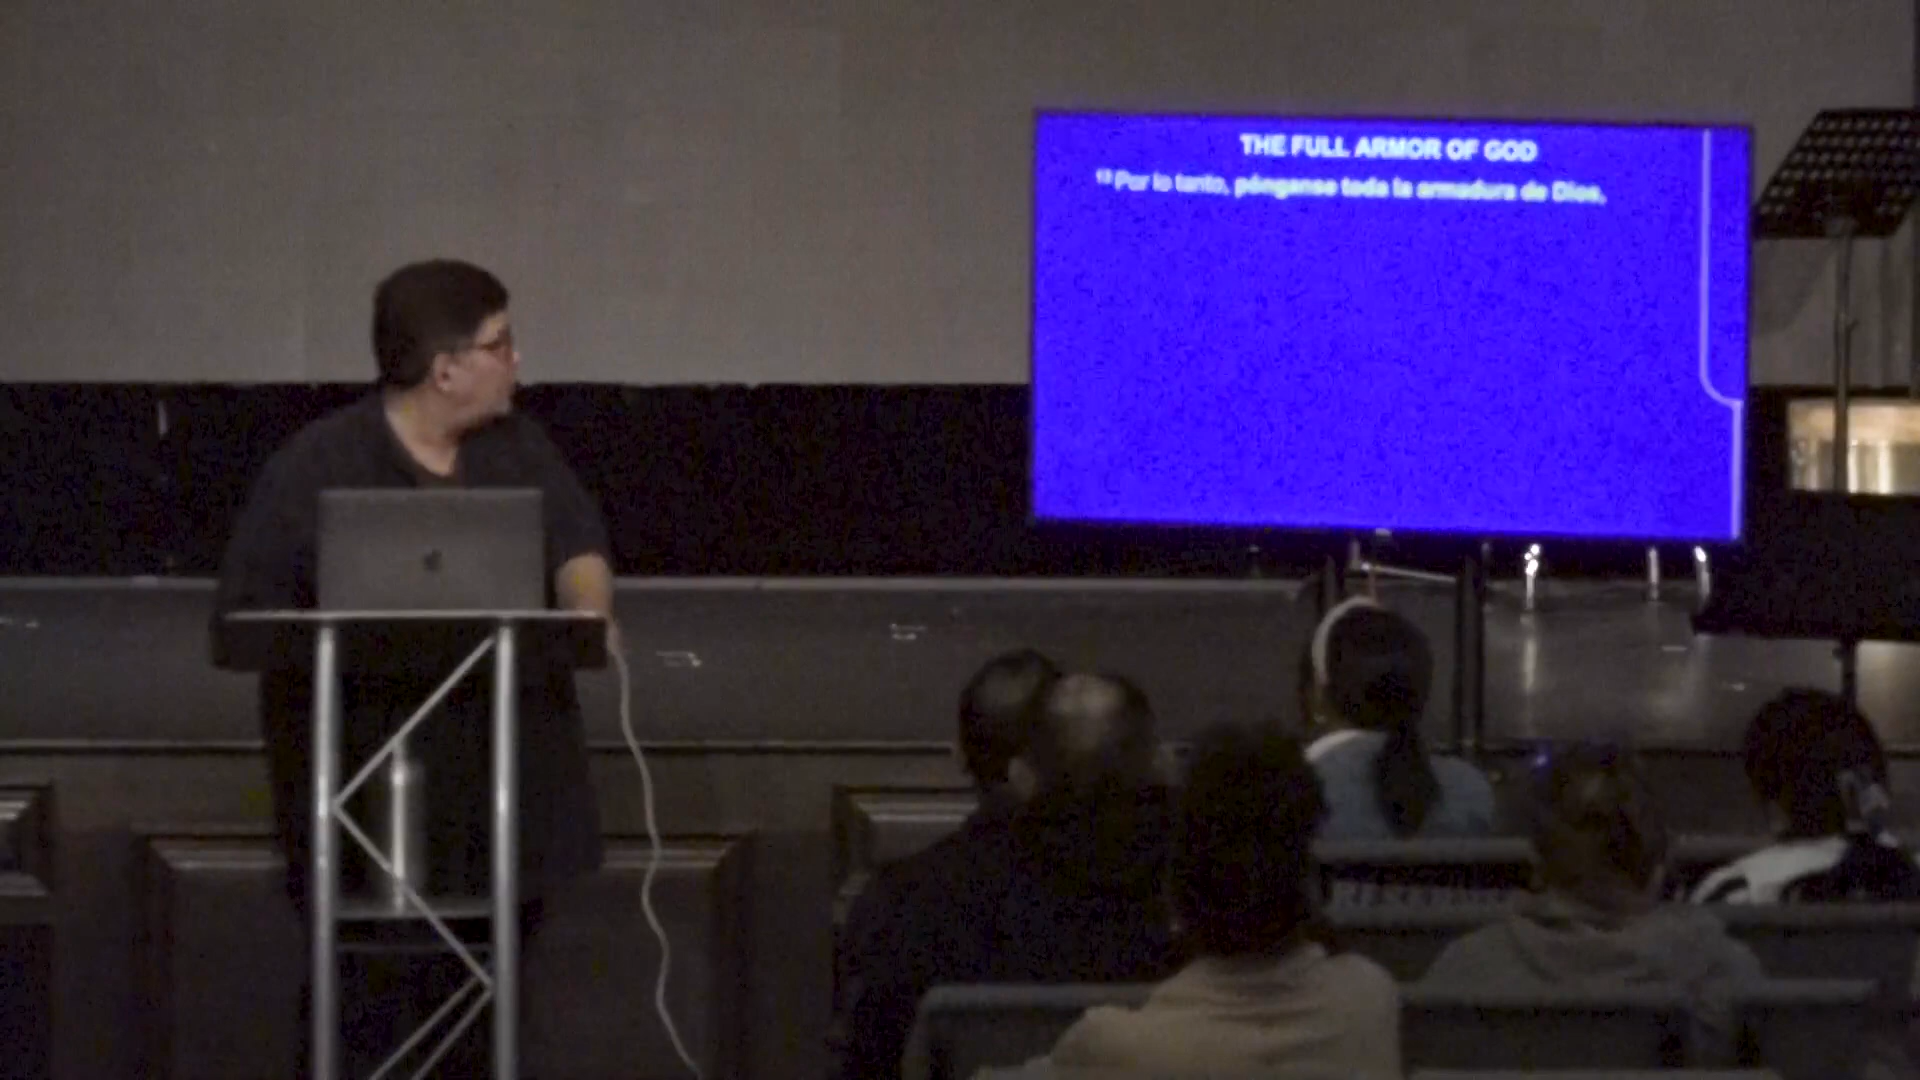 THE FULL ARMOR OF GOD
13 Por lo tanto, pónganse toda la armadura de Dios,